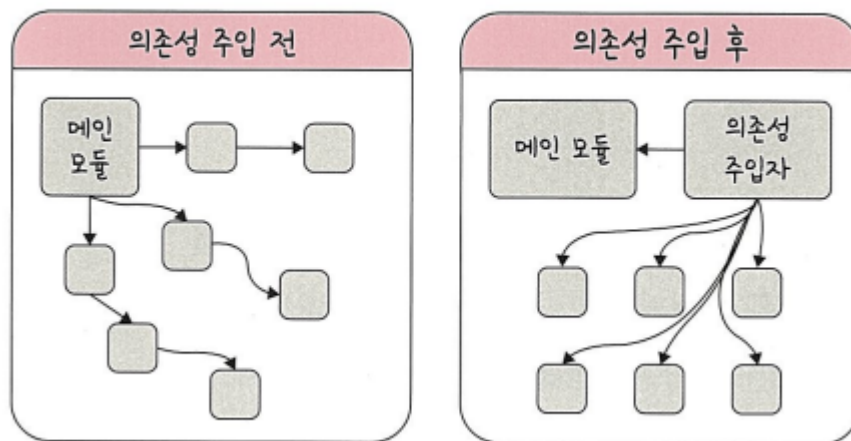 의존성 주입 전
메인
모듈
의존성 주입 후
메인 모듈
의존성
주입자